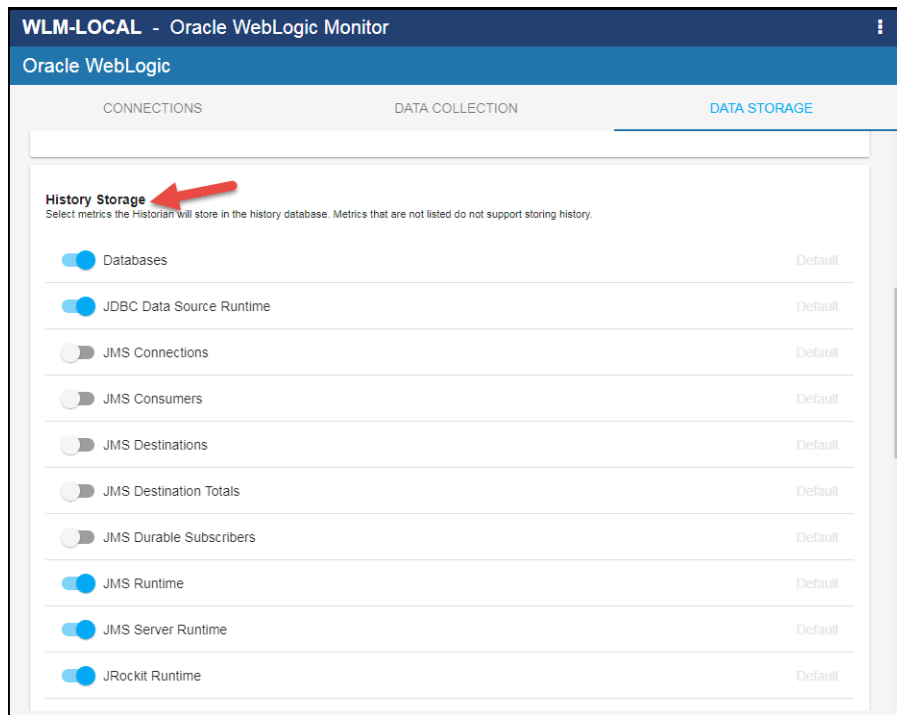 WLM-LOCAL - Oracle WebLogic Monitor
Oracle WebLogic
CONNECTIONS DATA COLLECTION DATA STORAGE
History Storage
Select metrics the Historian will store in the history database. Metrics that are not listed do not support storing history.
Databases Default
JDBC Data Source Runtime Default
JMS Connections Default
JMS Consumers Default
JMS Destinations Default
JMS Destination Totals Default
JMS Durable Subscribers Default
JMS Runtime Default
JMS Server Runtime Default
JRockit Runtime Default